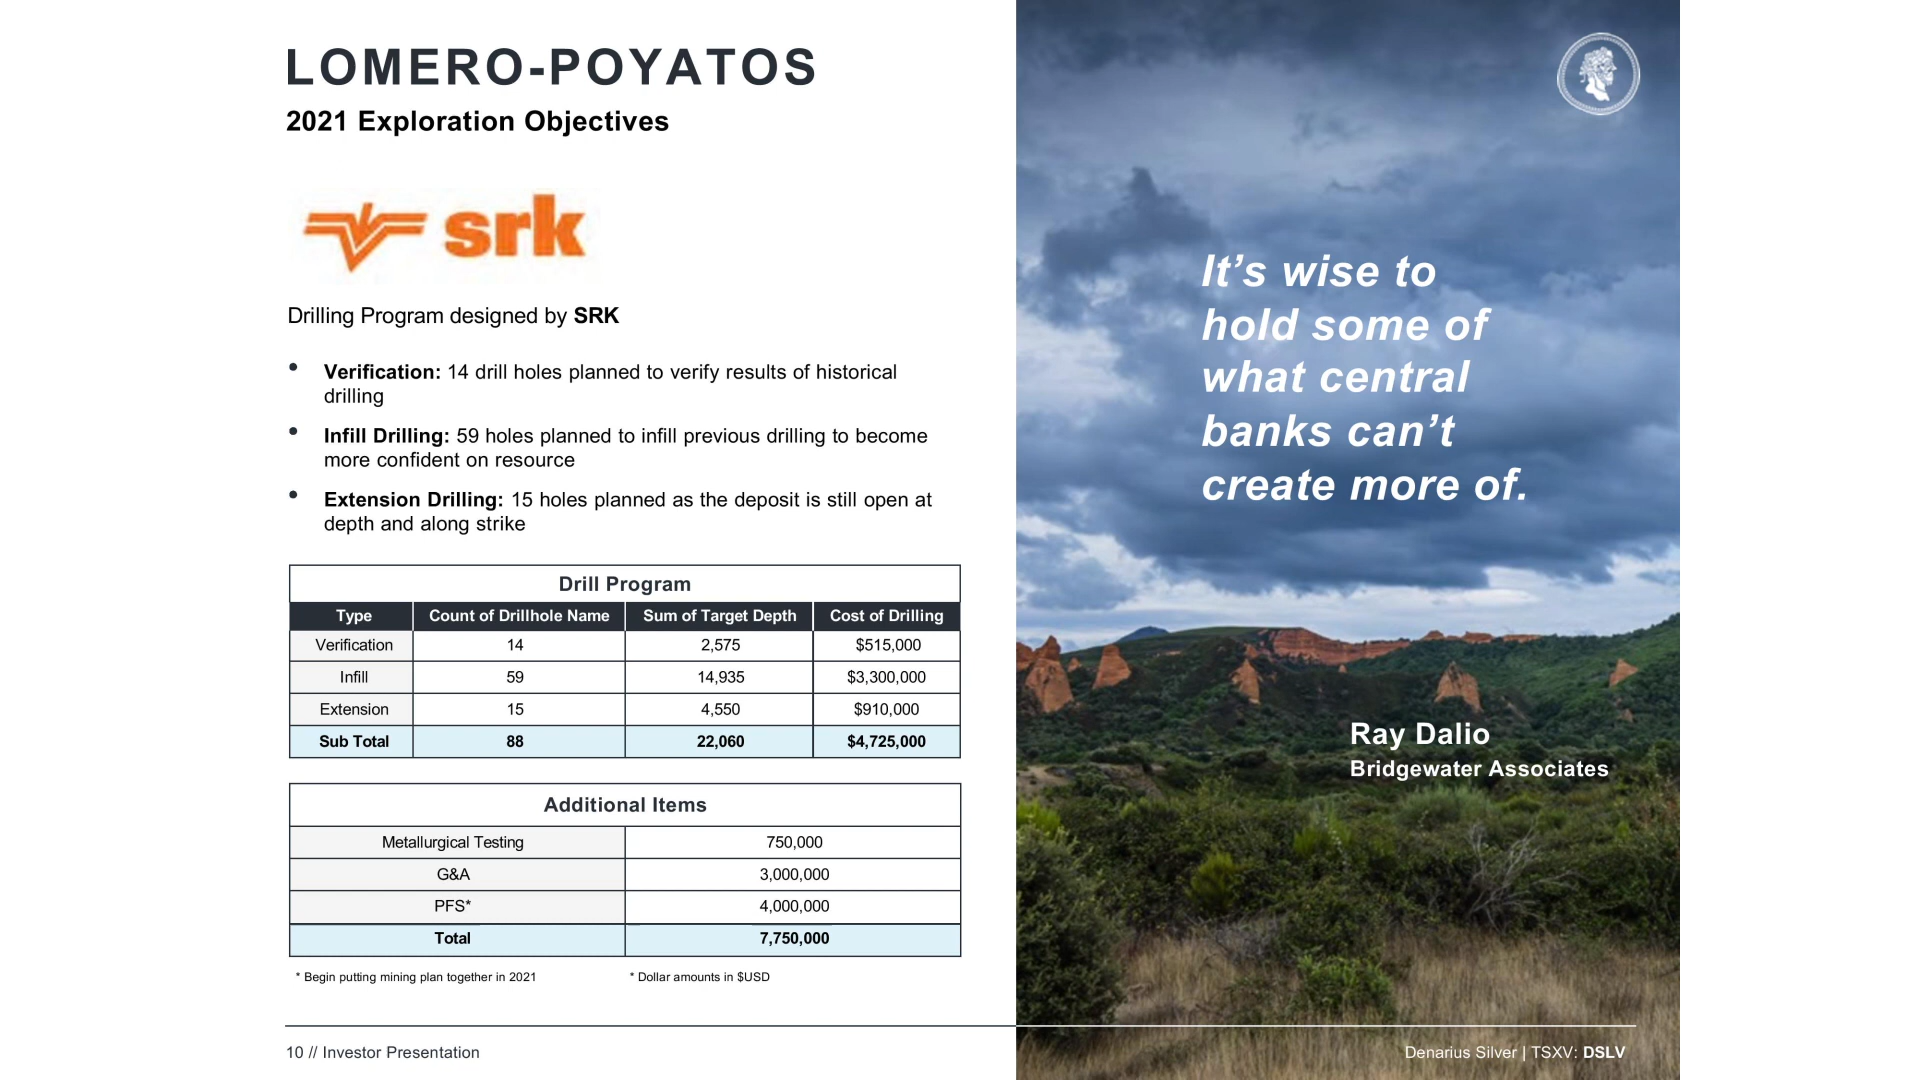 LOMERO-POYATOS
2021 Exploration Objectives
srk
Drilling Program designed by SRK
• Verification: 14 drill holes planned to verify results of historical
drilling
• Infill Drilling: 59 holes planned to infill previous drilling to become
more confident on resource
• Extension Drilling: 15 holes planned as the deposit is still open at
depth and along strike
Drill Program
Type Count of Drillhole Name Sum of Target Depth Cost of Drilling
Verification 14 2,575 $515,000
Infill 59 14,935 $3,300,000
Extension 15 4,550 $910,000
Sub Total 88 22,060 $4,725,000
Additional Items
Metallurgical Testing 750,000
G&A 3,000,000
PFS* 4,000,000
Total 7,750,000
* Begin putting mining plan together in 2021 * Dollar amounts in $USD
10 // Investor Presentation
It’s wise to
hold some of
what central
banks can’t
create more of.
Ray Dalio
Bridgewater Associates
Denarius Silver | TSXV: DSLV